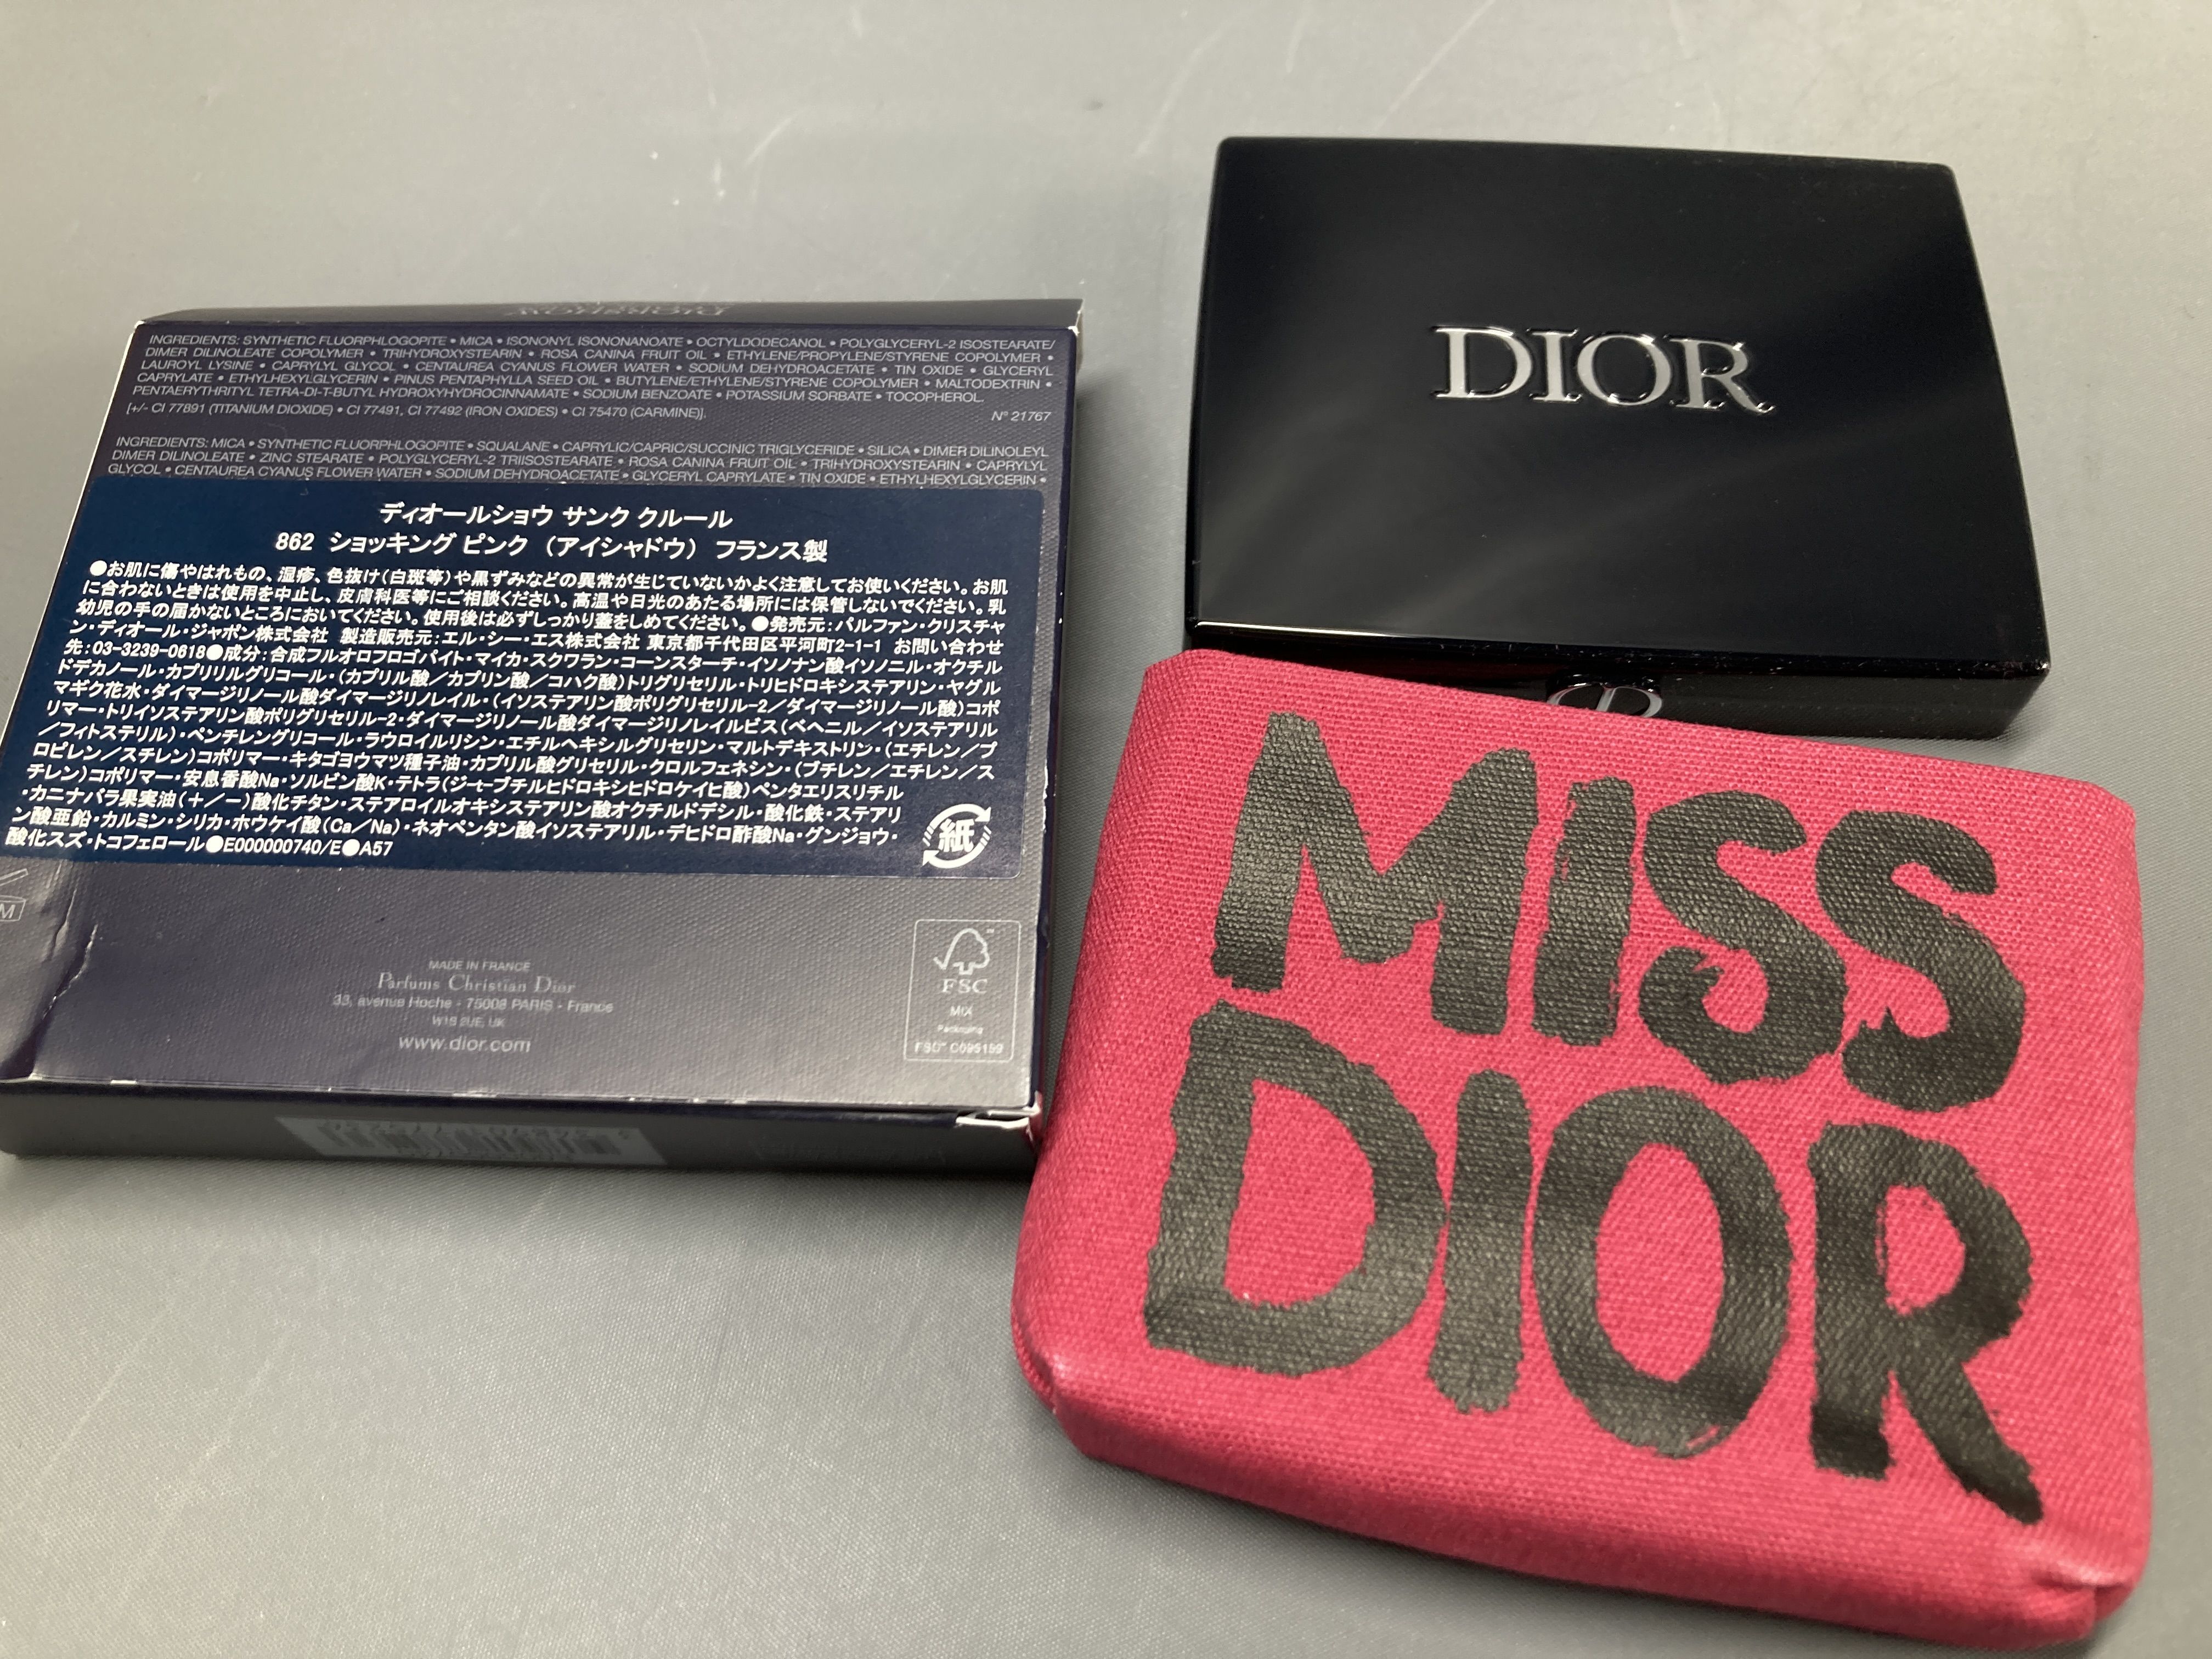 INGREDIENTS: SYNTHETIC FLUORPHLOGOPITE • MICA • ISONONYL ISONONANOATE • OCTYLDODECANOL • POLYGLYCERYL-2 ISOSTEARATE/
DIMER DILINOLEATE COPOLYMER • TRIHYDROXYSTEARIN • ROSA CANINA FRUIT OIL • ETHYLENE/PROPYLENE/STYRENE COPOLYMER •
LAUROYL LYSINE • CAPRYLYL GLYCOL • CENTAUREA CYANUS FLOWER WATER • SODIUM DEHYDROACETATE • TIN OXIDE • GLYCERYL
CAPRYLATE • ETHYLHEXYLGLYCERIN • PINUS PENTAPHYLLA SEED OIL • BUTYLENE/ETHYLENE/STYRENE COPOLYMER • MALTODEXTRIN •
PENTAERYTHRITYL TETRA-DI-T-BUTYL HYDROXYHYDROCINNAMATE • SODIUM BENZOATE • POTASSIUM SORBATE • TOCOPHEROL.
[+/- CI 77891 (TITANIUM DIOXIDE) • CI 77491, CI 77492 (IRON OXIDES) • CI 75470 (CARMINE)]. N° 21767
INGREDIENTS: MICA • SYNTHETIC FLUORPHLOGOPITE • SQUALANE • CAPRYLIC/CAPRIC/SUCCINIC TRIGLYCERIDE • SILICA • DIMER DILINOLEYL
DIMER DILINOLEATE • ZINC STEARATE • POLYGLYCERYL-2 TRIISOSTEARATE • ROSA CANINA FRUIT OIL • TRIHYDROXYSTEARIN • CAPRYLYL
GLYCOL • CENTAUREA CYANUS FLOWER WATER • SODIUM DEHYDROACETATE • GLYCERYL CAPRYLATE • TIN OXIDE • ETHYLHEXYLGLYCERIN •
ディオールショウ サンク クルール
862 ショッキング ピンク (アイシャドウ) フランス製
●お肌に傷やはれもの、湿疹、色抜け(白斑等)や黒ずみなどの異常が生じていないかよく注意してお使いください。お肌
に合わないときは使用を中止し、皮膚科医等にご相談ください。高温や日光のあたる場所には保管しないでください。乳
幼児の手の届かないところにおいてください。使用後は必ずしっかり蓋をしめてください。●発売元:パルファン・クリスチャ
ン・ディオール・ジャポン株式会社 製造販売元:エル・シー・エス株式会社 東京都千代田区平河町2-1-1 お問い合わせ
先:03-3239-0618●成分:合成フルオロフロゴパイト・マイカ・スクワラン・コーンスターチ・イソノナン酸イソノニル・オクチル
ドデカノール・カプリリルグリコール・(カプリル酸/カプリン酸/コハク酸)トリグリセリル・トリヒドロキシステアリン・ヤグル
マギク花水・ダイマージリノール酸ダイマージリノレイル・(イソステアリン酸ポリグリセリル-2/ダイマージリノール酸)コポ
リマー・トリイソステアリン酸ポリグリセリル-2・ダイマージリノール酸ダイマージリノレイルビス(ベヘニル/イソステアリル
/フィトステリル)・ペンチレングリコール・ラウロイルリシン・エチルヘキシルグリセリン・マルトデキストリン・(エチレン/プ
ロピレン/スチレン)コポリマー・キタゴヨウマツ種子油・カプリル酸グリセリル・クロルフェネシン・(ブチレン/エチレン/ス
チレン)コポリマー・安息香酸Na・ソルビン酸K・テトラ(ジ-t-ブチルヒドロキシヒドロケイヒ酸)ペンタエリスリチル
・カニナバラ果実油(+/-)酸化チタン・ステアロイルオキシステアリン酸オクチルドデシル・酸化鉄・ステアリ
ン酸亜鉛・カルミン・シリカ・ホウケイ酸(Ca/Na)・ネオペンタン酸イソステアリル・デヒドロ酢酸Na・グンジョウ・
酸化スズ・トコフェロール●E000000740/E●A57
紙
M
MADE IN FRANCE
Parfums Christian Dior
33, avenue Hoche - 75008 PARIS - France
W1S 2UE, UK
www.dior.com
FSC
MIX
Packaging
FSC™ C095199
DIOR
CD
MISS
DIOR